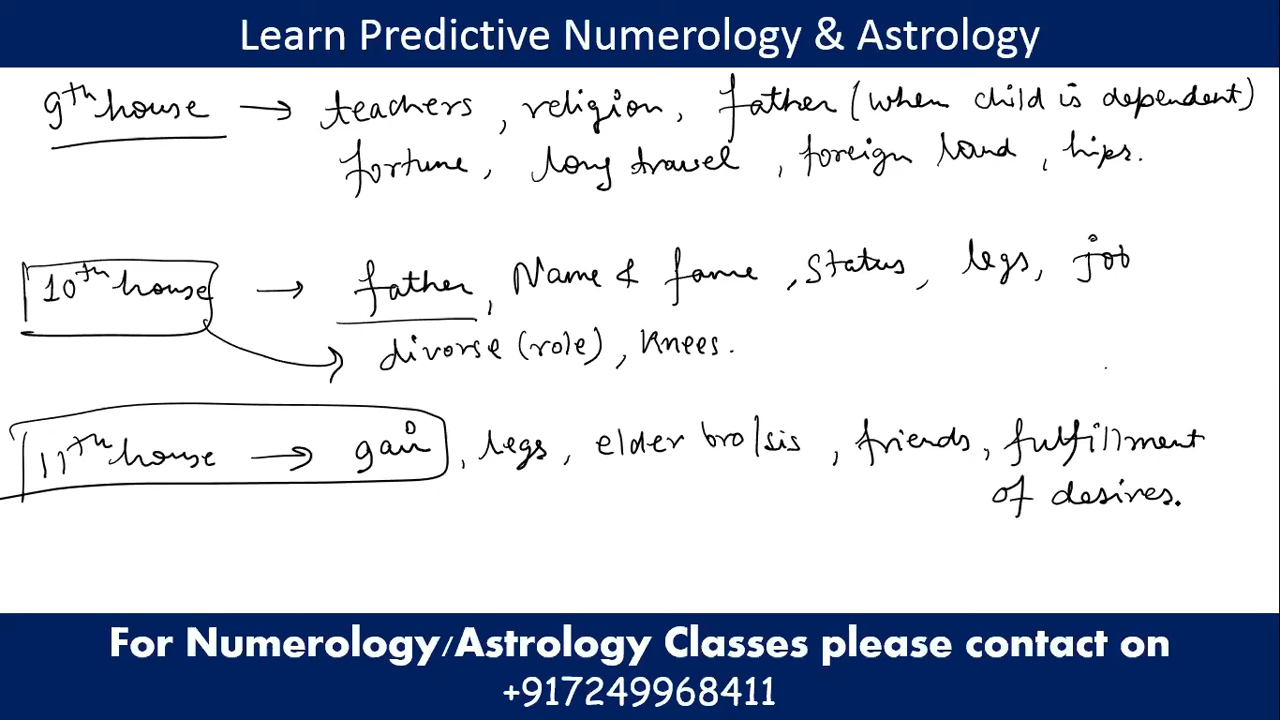 Learn Predictive Numerology & Astrology
9th house → teachers, religion, father (when child is dependent)
fortune, long travel, foreign land, hips.
10th house → father, Name & fame, status, legs, job
divorse (role), knees.
11th house → gain, legs, elder bro/sis, friends, fulfillment
of desires.
For Numerology/Astrology Classes please contact on
+917249968411